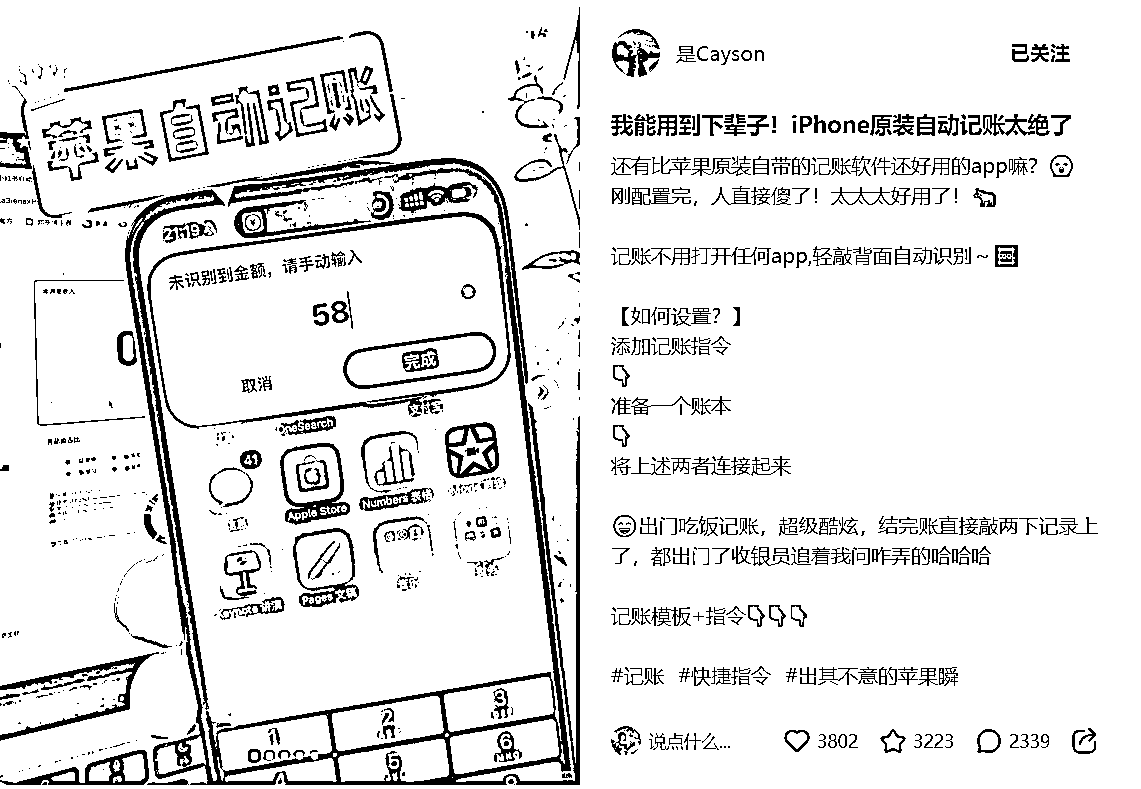 苹果自动记账
21:19
未识别到金额，请手动输入
58
取消
完成
支付宝
OneSearch
41
Apple Store
Numbers 表格
Keynote 讲演
Pages 文稿
1
2
3
4
5
6
是Cayson
已关注
我能用到下辈子！iPhone原装自动记账太绝了
还有比苹果原装自带的记账软件还好用的app嘛？
刚配置完，人直接傻了！太太太好用了！
记账不用打开任何app,轻敲背面自动识别～
【如何设置？】
添加记账指令
准备一个账本
将上述两者连接起来
出门吃饭记账，超级酷炫，结完账直接敲两下记录上
了，都出门了收银员追着我问咋弄的哈哈哈
记账模板+指令
#记账 #快捷指令 #出其不意的苹果瞬
说点什么...
3802
3223
2339